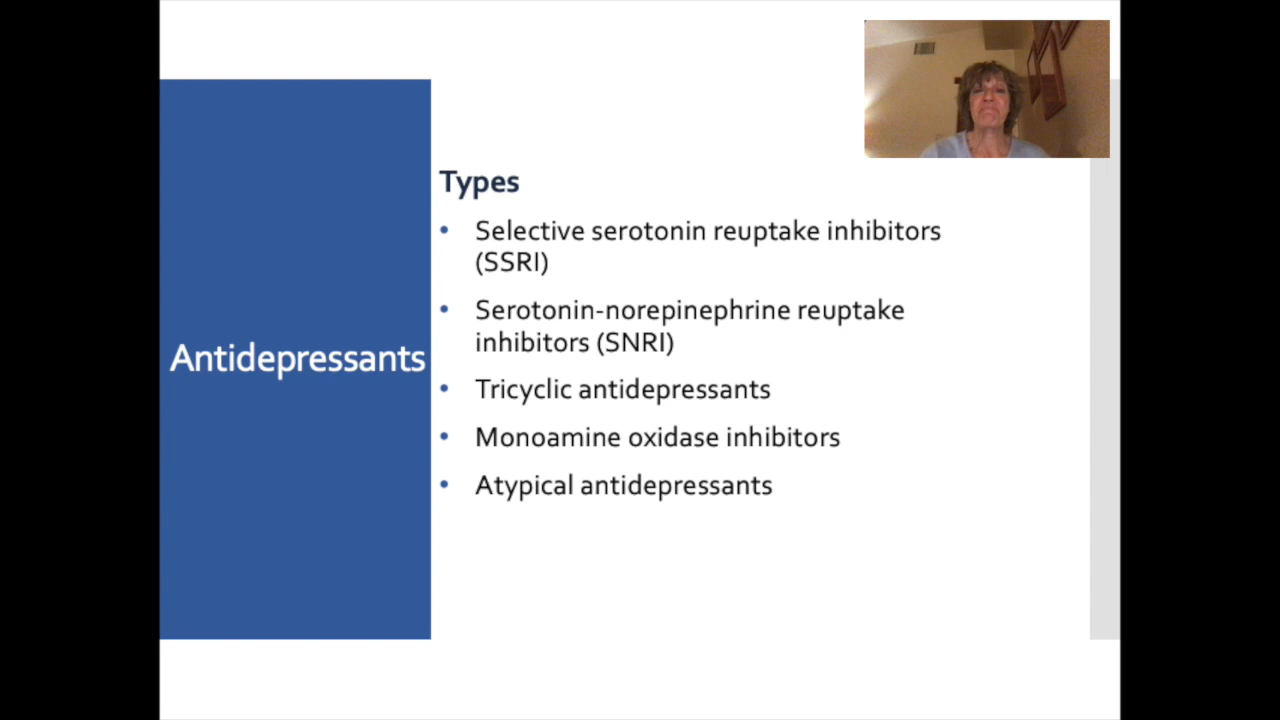 Antidepressants
Types
• Selective serotonin reuptake inhibitors
(SSRI)
• Serotonin-norepinephrine reuptake
inhibitors (SNRI)
• Tricyclic antidepressants
• Monoamine oxidase inhibitors
• Atypical antidepressants